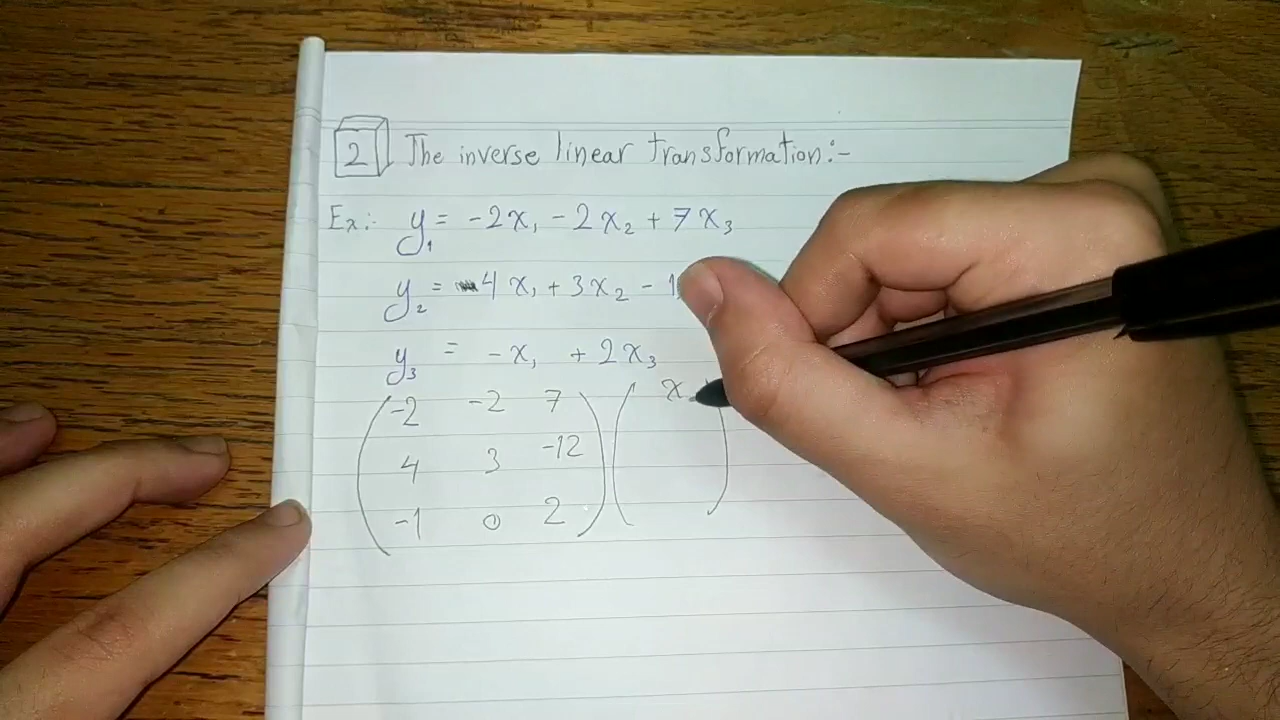 2 The inverse linear transformation:-
Ex:- y₁ = -2x₁ - 2x₂ + 7x₃
y₂ = 4x₁ + 3x₂ - 1
y₃ = -x₁ + 2x₃
-2 -2 7 x
4 3 -12
-1 0 2